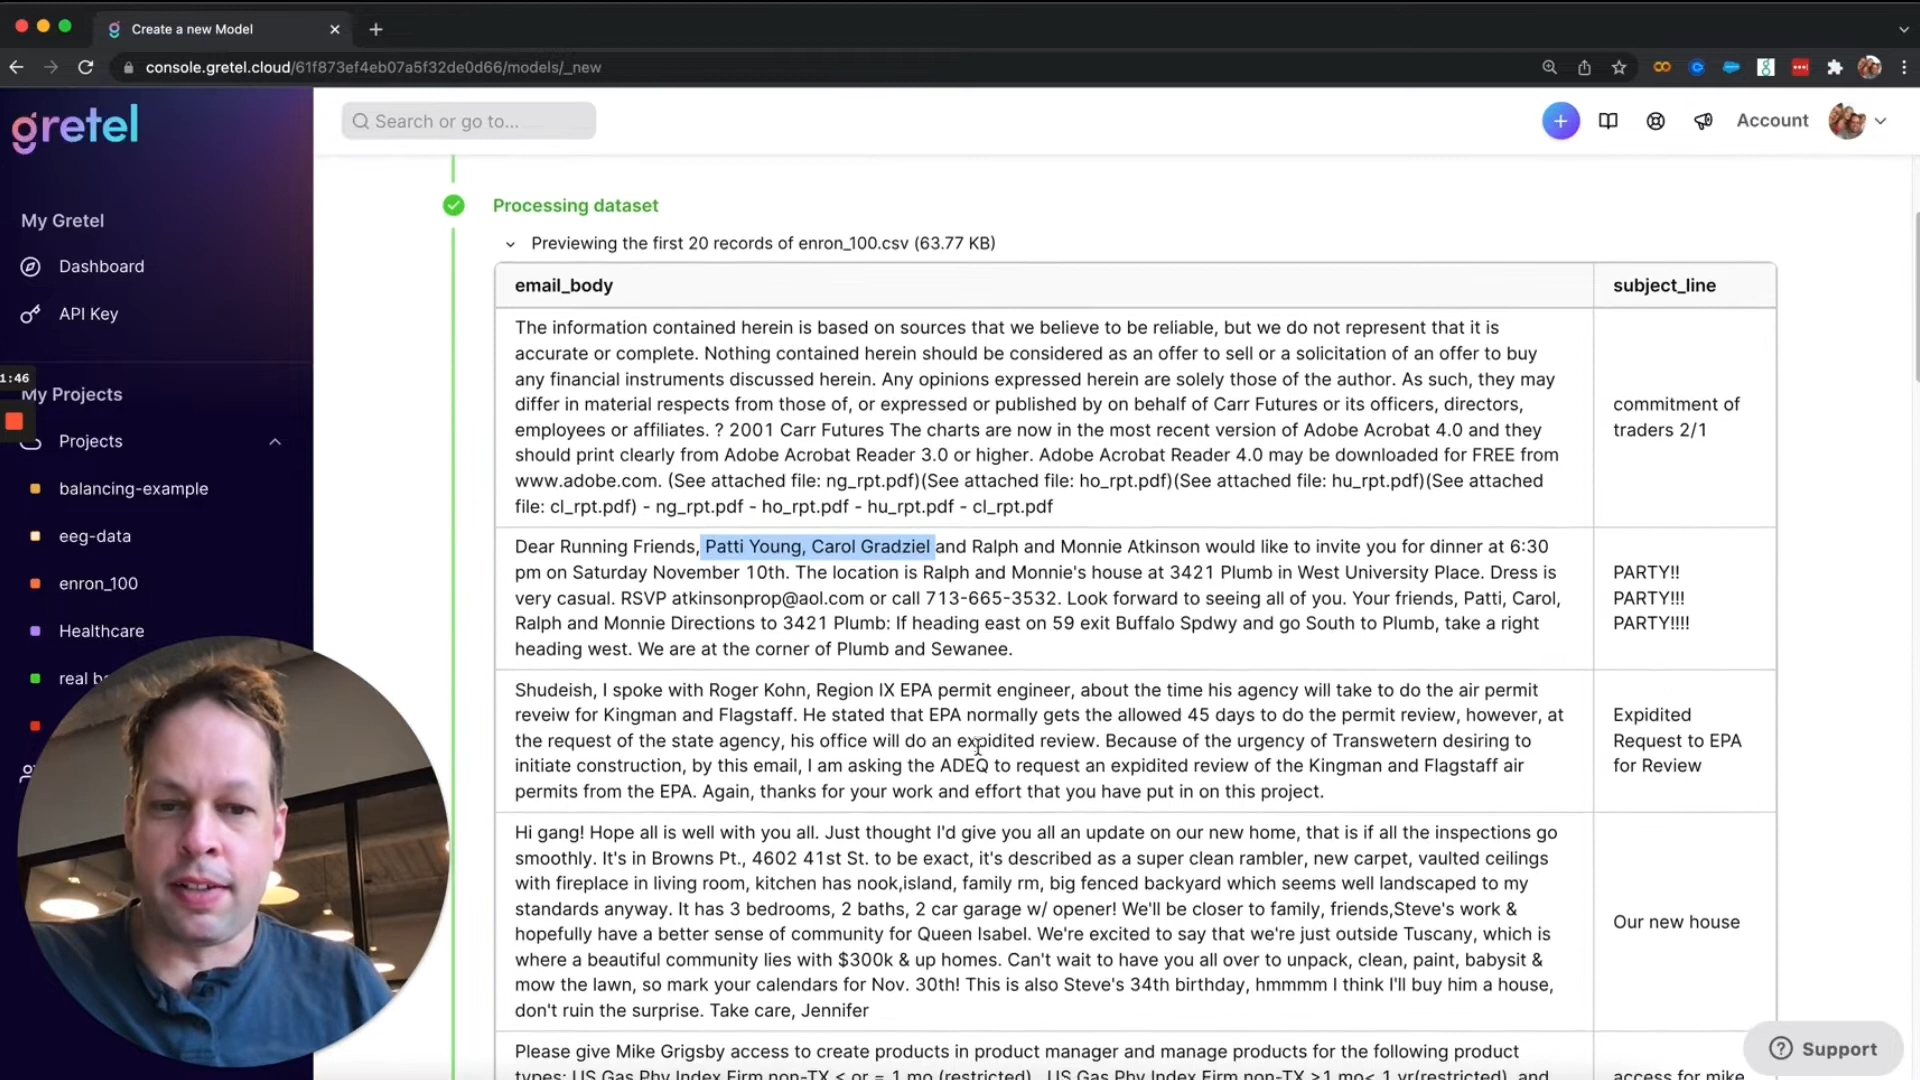 Create a new Model
console.gretel.cloud/61f873ef4eb07a5f32de0d66/models/_new
gretel
Search or go to...
Account
My Gretel
Dashboard
API Key
1:46
My Projects
Projects
balancing-example
eeg-data
enron_100
Healthcare
real
Processing dataset
Previewing the first 20 records of enron_100.csv (63.77 KB)
email_body
subject_line
The information contained herein is based on sources that we believe to be reliable, but we do not represent that it is
accurate or complete. Nothing contained herein should be considered as an offer to sell or a solicitation of an offer to buy
any financial instruments discussed herein. Any opinions expressed herein are solely those of the author. As such, they may
differ in material respects from those of, or expressed or published by on behalf of Carr Futures or its officers, directors,
employees or affiliates. ? 2001 Carr Futures The charts are now in the most recent version of Adobe Acrobat 4.0 and they
should print clearly from Adobe Acrobat Reader 3.0 or higher. Adobe Acrobat Reader 4.0 may be downloaded for FREE from
www.adobe.com. (See attached file: ng_rpt.pdf)(See attached file: ho_rpt.pdf)(See attached file: hu_rpt.pdf)(See attached
file: cl_rpt.pdf) - ng_rpt.pdf - ho_rpt.pdf - hu_rpt.pdf - cl_rpt.pdf
commitment of
traders 2/1
Dear Running Friends, Patti Young, Carol Gradziel and Ralph and Monnie Atkinson would like to invite you for dinner at 6:30
pm on Saturday November 10th. The location is Ralph and Monnie's house at 3421 Plumb in West University Place. Dress is
very casual. RSVP atkinsonprop@aol.com or call 713-665-3532. Look forward to seeing all of you. Your friends, Patti, Carol,
Ralph and Monnie Directions to 3421 Plumb: If heading east on 59 exit Buffalo Spdwy and go South to Plumb, take a right
heading west. We are at the corner of Plumb and Sewanee.
PARTY!!
PARTY!!!
PARTY!!!!
Shudeish, I spoke with Roger Kohn, Region IX EPA permit engineer, about the time his agency will take to do the air permit
reveiw for Kingman and Flagstaff. He stated that EPA normally gets the allowed 45 days to do the permit review, however, at
the request of the state agency, his office will do an expidited review. Because of the urgency of Transwetern desiring to
initiate construction, by this email, I am asking the ADEQ to request an expidited review of the Kingman and Flagstaff air
permits from the EPA. Again, thanks for your work and effort that you have put in on this project.
Expidited
Request to EPA
for Review
Hi gang! Hope all is well with you all. Just thought I'd give you all an update on our new home, that is if all the inspections go
smoothly. It's in Browns Pt., 4602 41st St. to be exact, it's described as a super clean rambler, new carpet, vaulted ceilings
with fireplace in living room, kitchen has nook,island, family rm, big fenced backyard which seems well landscaped to my
standards anyway. It has 3 bedrooms, 2 baths, 2 car garage w/ opener! We'll be closer to family, friends,Steve's work &
hopefully have a better sense of community for Queen Isabel. We're excited to say that we're just outside Tuscany, which is
where a beautiful community lies with $300k & up homes. Can't wait to have you all over to unpack, clean, paint, babysit &
mow the lawn, so mark your calendars for Nov. 30th! This is also Steve's 34th birthday, hmmmm I think I'll buy him a house,
don't ruin the surprise. Take care, Jennifer
Our new house
Please give Mike Grigsby access to create products in product manager and manage products for the following product
types: US Gas Phy Index Firm non-TX < or = 1 mo (restricted), US Gas Phy Index Firm non-TX >1 mo< 1 yr(restricted), and
access for mike
Support